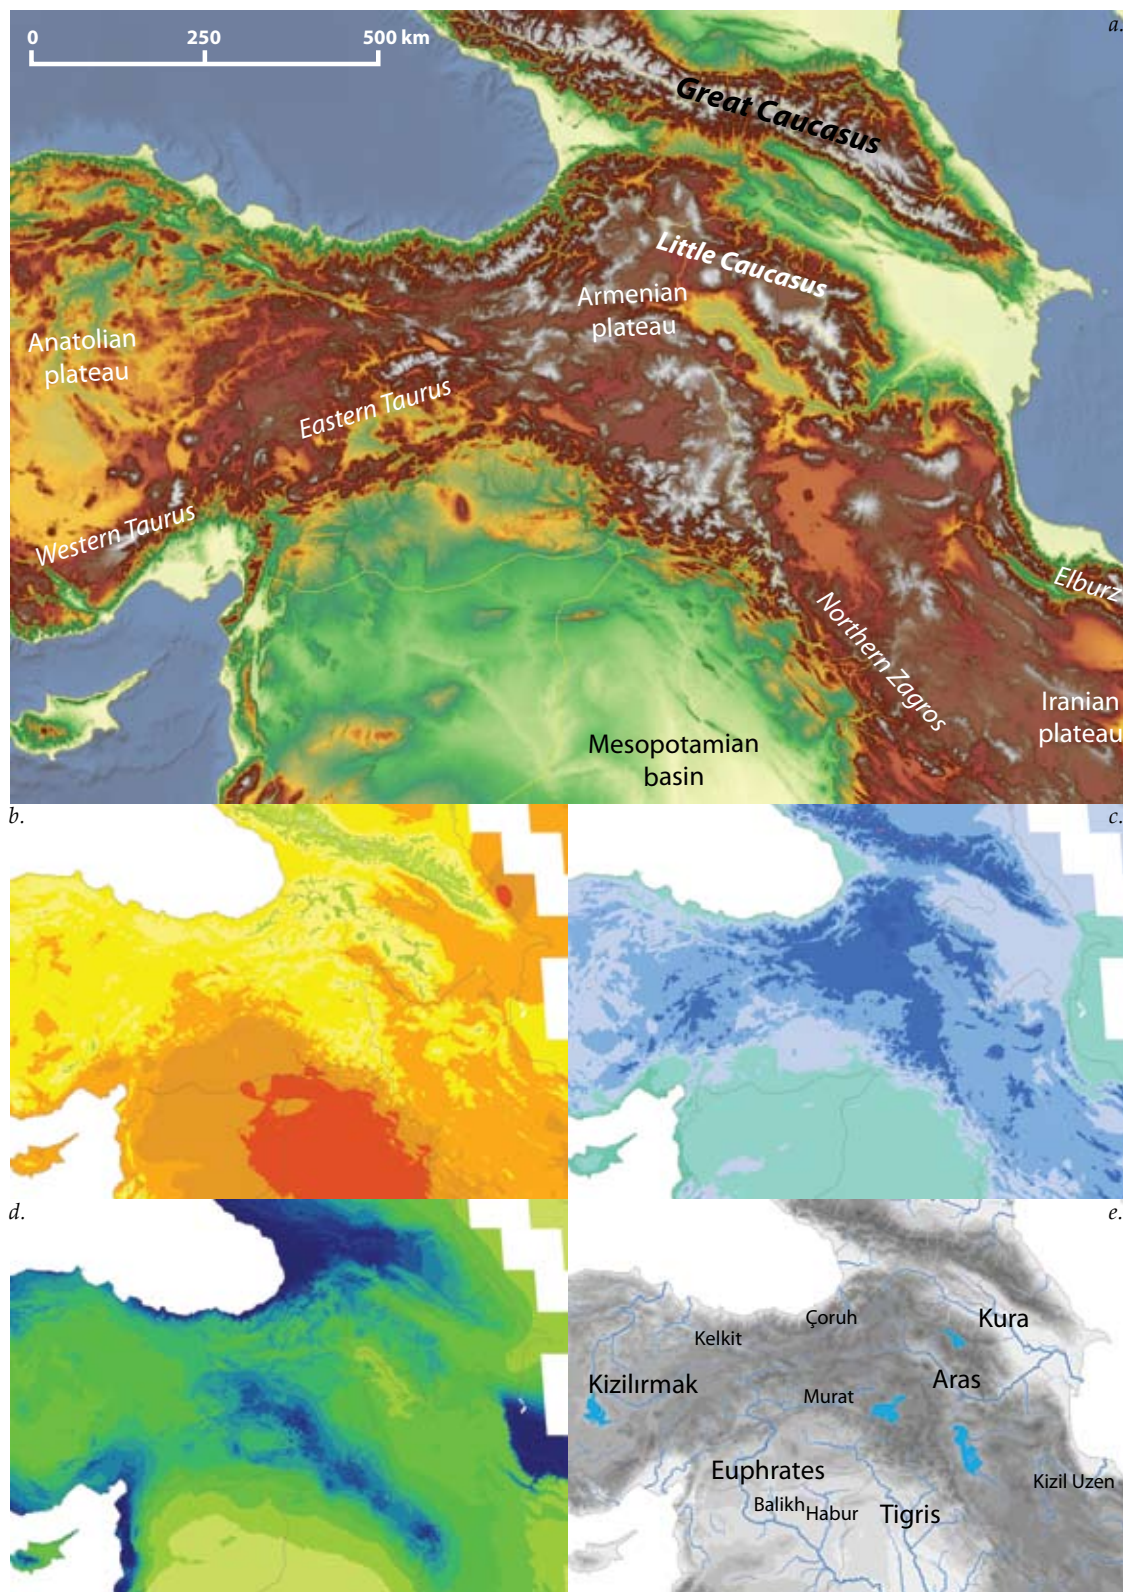 a.
0 250 500 km
Great Caucasus
Little Caucasus
Armenian
plateau
Anatolian
plateau
Eastern Taurus
Western Taurus
Elburz
Northern Zagros
Iranian
plateau
Mesopotamian
basin
b.
c.
d.
e.
Çoruh
Kura
Kelkit
Kizilırmak
Aras
Murat
Euphrates
Kizil Uzen
Balikh
Habur
Tigris